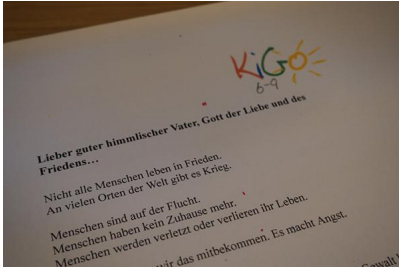 KiGo
6-9
Lieber guter himmlischer Vater, Gott der Liebe und des
Friedens...
Nicht alle Menschen leben in Frieden.
An vielen Orten der Welt gibt es Krieg.
Menschen sind auf der Flucht.
Menschen haben kein Zuhause mehr.
Menschen werden verletzt oder verlieren ihr Leben.
wir das mitbekommen. Es macht Angst.
Gewalt